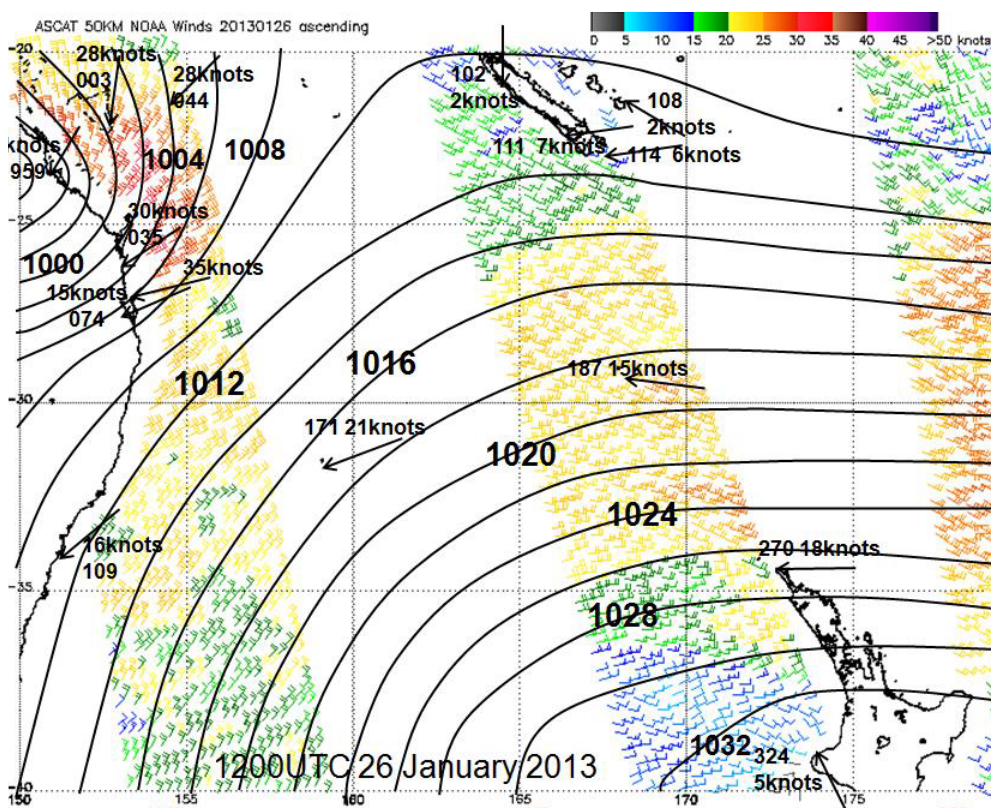 ASCAT 50KM NOAA Winds 20130126 ascending
0 5 10 15 20 25 30 35 40 45 >50 knots
-20
28knots
003
28knots
044
102
2knots
108
2knots
knots
959
1004
1008
111 7knots
114 6knots
-25
30knots
035
1000
35knots
15knots
074
1012
1016
187 15knots
-30
171 21knots
1020
1024
16knots
109
270 18knots
-35
1028
1032
324
5knots
1200UTC 26 January 2013
-40
150 155 160 165 170 175